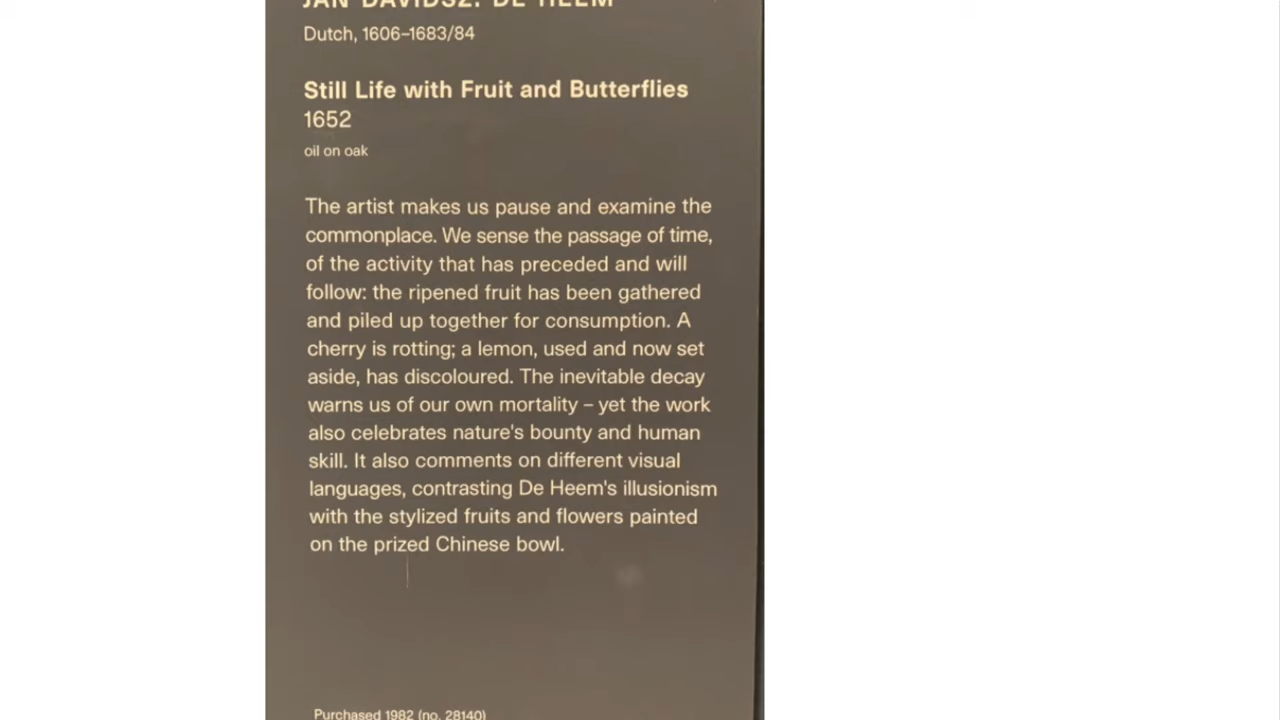 JAN DAVIDSZ. DE HEEM
Dutch, 1606–1683/84
Still Life with Fruit and Butterflies
1652
oil on oak
The artist makes us pause and examine the
commonplace. We sense the passage of time,
of the activity that has preceded and will
follow: the ripened fruit has been gathered
and piled up together for consumption. A
cherry is rotting; a lemon, used and now set
aside, has discoloured. The inevitable decay
warns us of our own mortality – yet the work
also celebrates nature's bounty and human
skill. It also comments on different visual
languages, contrasting De Heem's illusionism
with the stylized fruits and flowers painted
on the prized Chinese bowl.
Purchased 1982 (no. 28140)